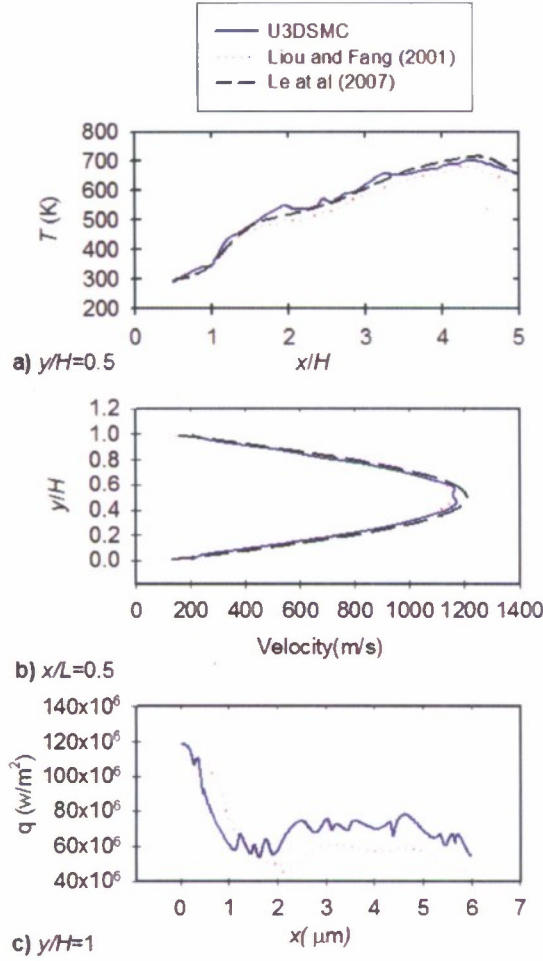 U3DSMC
Liou and Fang (2001)
Le at al (2007)
800
700
600
500
400
300
200
T (K)
0 1 2 3 4 5
a) y/H=0.5
x/H
1.2
1.0
0.8
0.6
0.4
0.2
0.0
y/H
0 200 400 600 800 1000 1200 1400
Velocity(m/s)
b) x/L=0.5
140x10⁶
120x10⁶
100x10⁶
80x10⁶
60x10⁶
40x10⁶
q (w/m²)
0 1 2 3 4 5 6 7
x( μm)
c) y/H=1